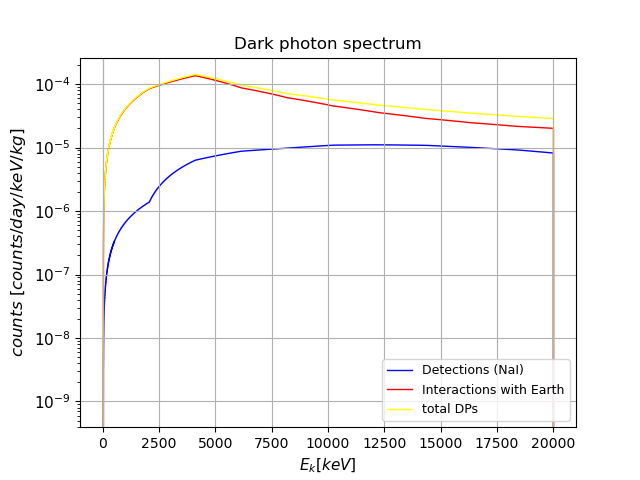 Dark photon spectrum
10⁻⁴
10⁻⁵
10⁻⁶
10⁻⁷
10⁻⁸
10⁻⁹
counts [counts/day/keV/kg]
Detections (NaI)
Interactions with Earth
total DPs
0 2500 5000 7500 10000 12500 15000 17500 20000
Eₖ[keV]